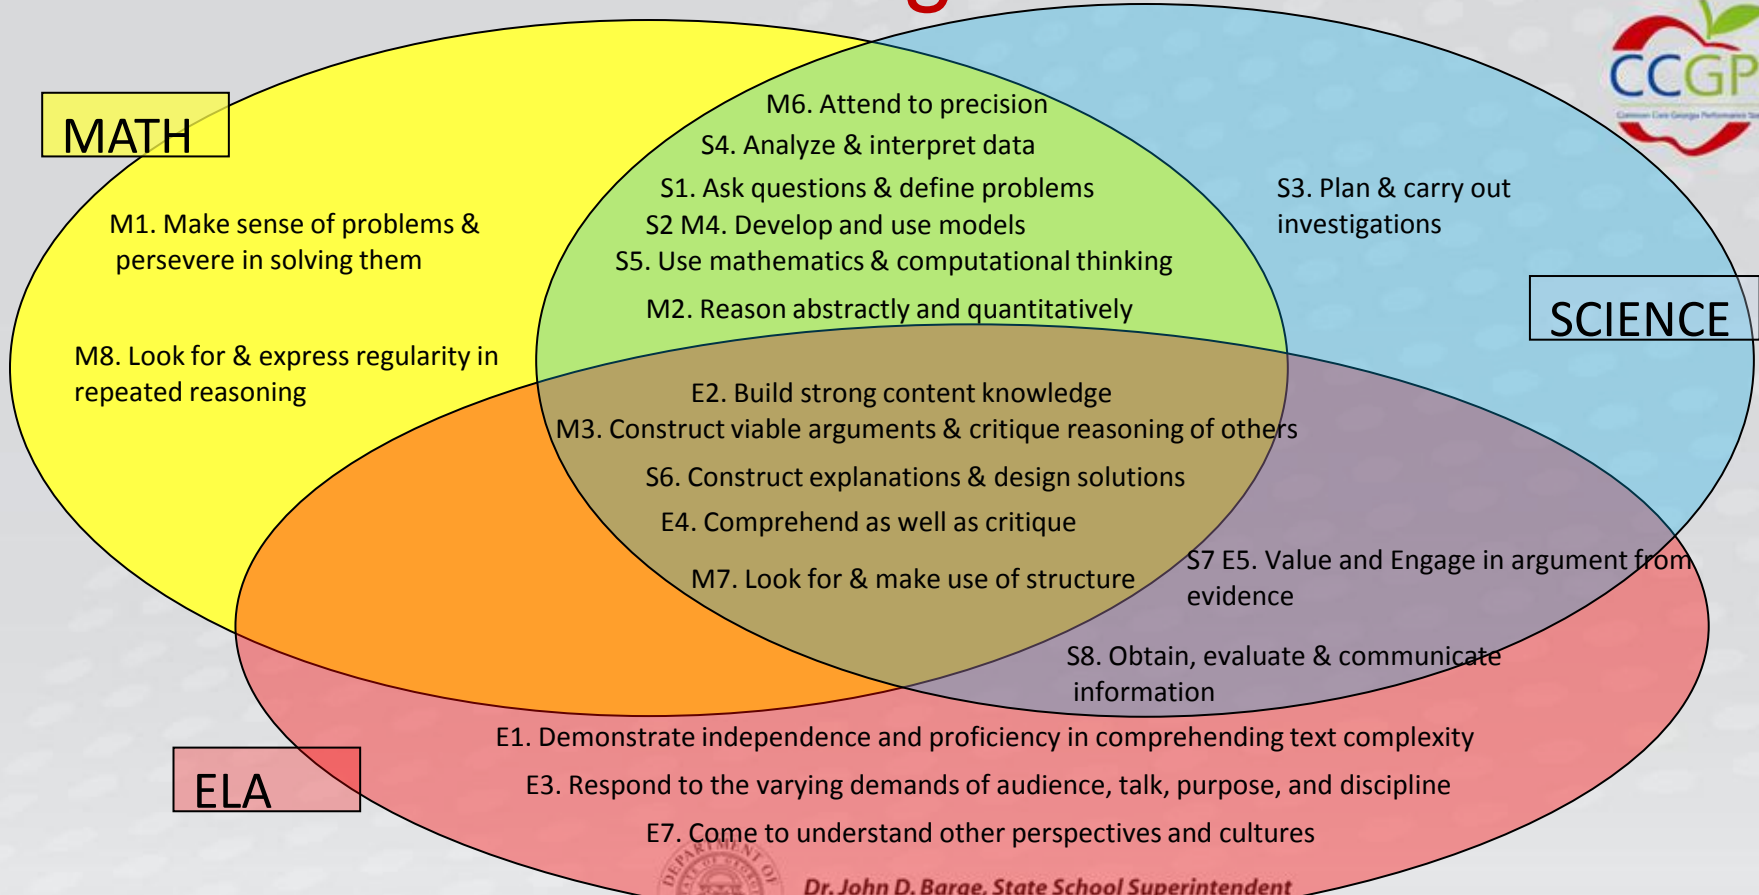 MATH
M1. Make sense of problems &
persevere in solving them
M8. Look for & express regularity in
repeated reasoning
M6. Attend to precision
S4. Analyze & interpret data
S1. Ask questions & define problems
S2 M4. Develop and use models
S5. Use mathematics & computational thinking
M2. Reason abstractly and quantitatively
CCGP
Common Core Georgia Performance
S3. Plan & carry out
investigations
SCIENCE
E2. Build strong content knowledge
M3. Construct viable arguments & critique reasoning of others
S6. Construct explanations & design solutions
E4. Comprehend as well as critique
M7. Look for & make use of structure
S7 E5. Value and Engage in argument from
evidence
S8. Obtain, evaluate & communicate
information
ELA
E1. Demonstrate independence and proficiency in comprehending text complexity
E3. Respond to the varying demands of audience, talk, purpose, and discipline
E7. Come to understand other perspectives and cultures
DEPARTMENT OF
Dr. John D. Barge, State School Superintendent